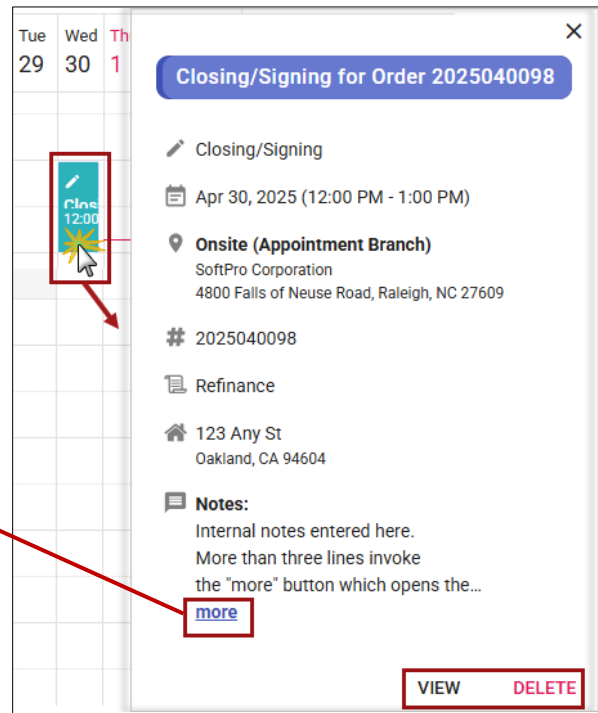 Tue Wed Th
29 30 1
Clos
12:00
Closing/Signing for Order 2025040098
Closing/Signing
Apr 30, 2025 (12:00 PM - 1:00 PM)
Onsite (Appointment Branch)
SoftPro Corporation
4800 Falls of Neuse Road, Raleigh, NC 27609
# 2025040098
Refinance
123 Any St
Oakland, CA 94604
Notes:
Internal notes entered here.
More than three lines invoke
the "more" button which opens the...
more
VIEW DELETE